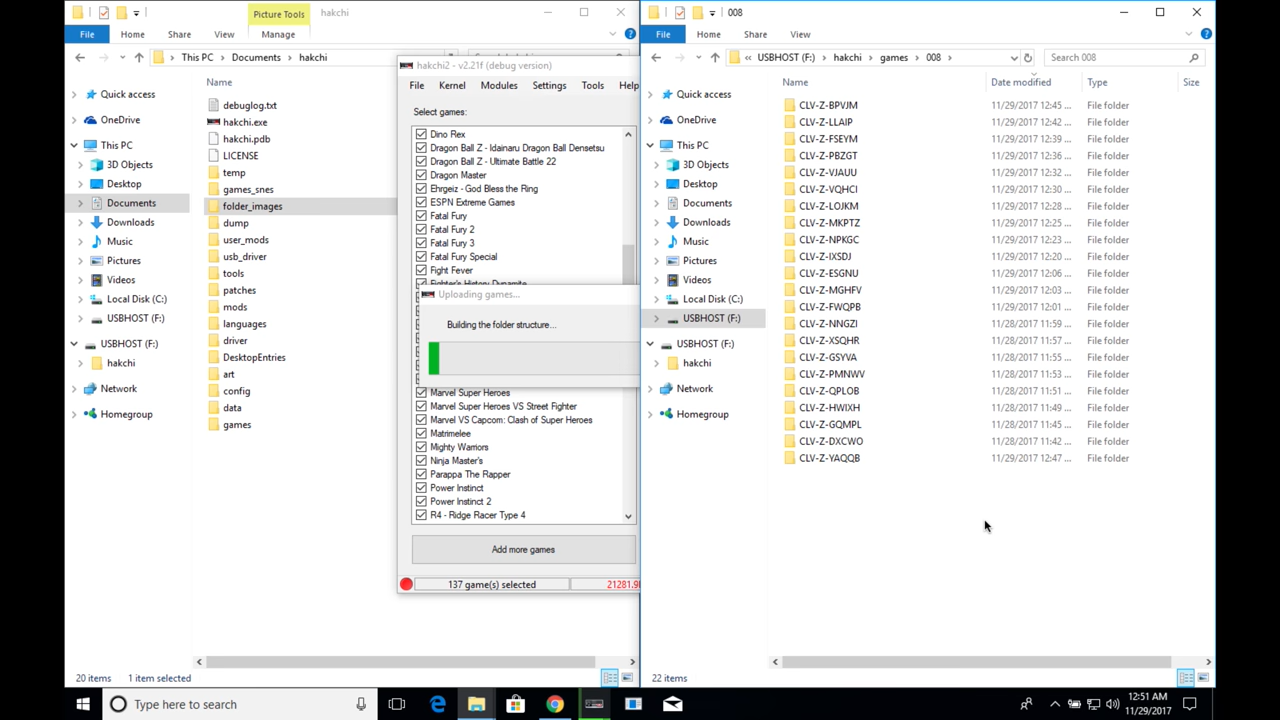 Picture Tools
hakchi
File
Home
Share
View
Manage
This PC
Documents
hakchi
Name
Quick access
OneDrive
This PC
3D Objects
Desktop
Documents
Downloads
Music
Pictures
Videos
Local Disk (C:)
USBHOST (F:)
USBHOST (F:)
hakchi
Network
Homegroup
debuglog.txt
hakchi.exe
hakchi.pdb
LICENSE
temp
games_snes
folder_images
dump
user_mods
usb_driver
tools
patches
mods
languages
driver
DesktopEntries
art
config
data
games
20 items
1 item selected
hakchi2 - v2.21f (debug version)
File
Kernel
Modules
Settings
Tools
Help
Select games:
Dino Rex
Dragon Ball Z - Idainaru Dragon Ball Densetsu
Dragon Ball Z - Ultimate Battle 22
Dragon Master
Ehrgeiz - God Bless the Ring
ESPN Extreme Games
Fatal Fury
Fatal Fury 2
Fatal Fury 3
Fatal Fury Special
Fight Fever
Fighter's History Dynamite
Uploading games...
Building the folder structure...
Marvel Super Heroes
Marvel Super Heroes VS Street Fighter
Marvel VS Capcom: Clash of Super Heroes
Matrimelee
Mighty Warriors
Ninja Master's
Parappa The Rapper
Power Instinct
Power Instinct 2
R4 - Ridge Racer Type 4
Add more games
137 game(s) selected
008
File
Home
Share
View
« USBHOST (F:)
hakchi
games
008
Search 008
Name
Date modified
Type
Size
Quick access
OneDrive
This PC
3D Objects
Desktop
Documents
Downloads
Music
Pictures
Videos
Local Disk (C:)
USBHOST (F:)
USBHOST (F:)
hakchi
Network
Homegroup
CLV-Z-BPVJM 11/29/2017 12:45 ... File folder
CLV-Z-LLAIP 11/29/2017 12:42 ... File folder
CLV-Z-FSEYM 11/29/2017 12:39 ... File folder
CLV-Z-PBZGT 11/29/2017 12:36 ... File folder
CLV-Z-VJAUU 11/29/2017 12:32 ... File folder
CLV-Z-VQHCI 11/29/2017 12:30 ... File folder
CLV-Z-LOJKM 11/29/2017 12:28 ... File folder
CLV-Z-MKPTZ 11/29/2017 12:25 ... File folder
CLV-Z-NPKGC 11/29/2017 12:23 ... File folder
CLV-Z-IXSDJ 11/29/2017 12:11 ... File folder
CLV-Z-ESGNU 11/29/2017 12:06 ... File folder
CLV-Z-MGHFV 11/29/2017 12:03 ... File folder
CLV-Z-FWQPB 11/29/2017 12:01 ... File folder
CLV-Z-NNGZI 11/28/2017 11:59 ... File folder
CLV-Z-XSQHR 11/28/2017 11:57 ... File folder
CLV-Z-GSYVA 11/28/2017 11:55 ... File folder
CLV-Z-PMNWV 11/28/2017 11:53 ... File folder
CLV-Z-QPLOB 11/28/2017 11:51 ... File folder
CLV-Z-HWIXH 11/28/2017 11:49 ... File folder
CLV-Z-GQMPL 11/28/2017 11:45 ... File folder
CLV-Z-DXCWO 11/28/2017 11:42 ... File folder
CLV-Z-YAQQB 11/29/2017 12:47 ... File folder
22 items
Type here to search
12:51 AM
11/29/2017